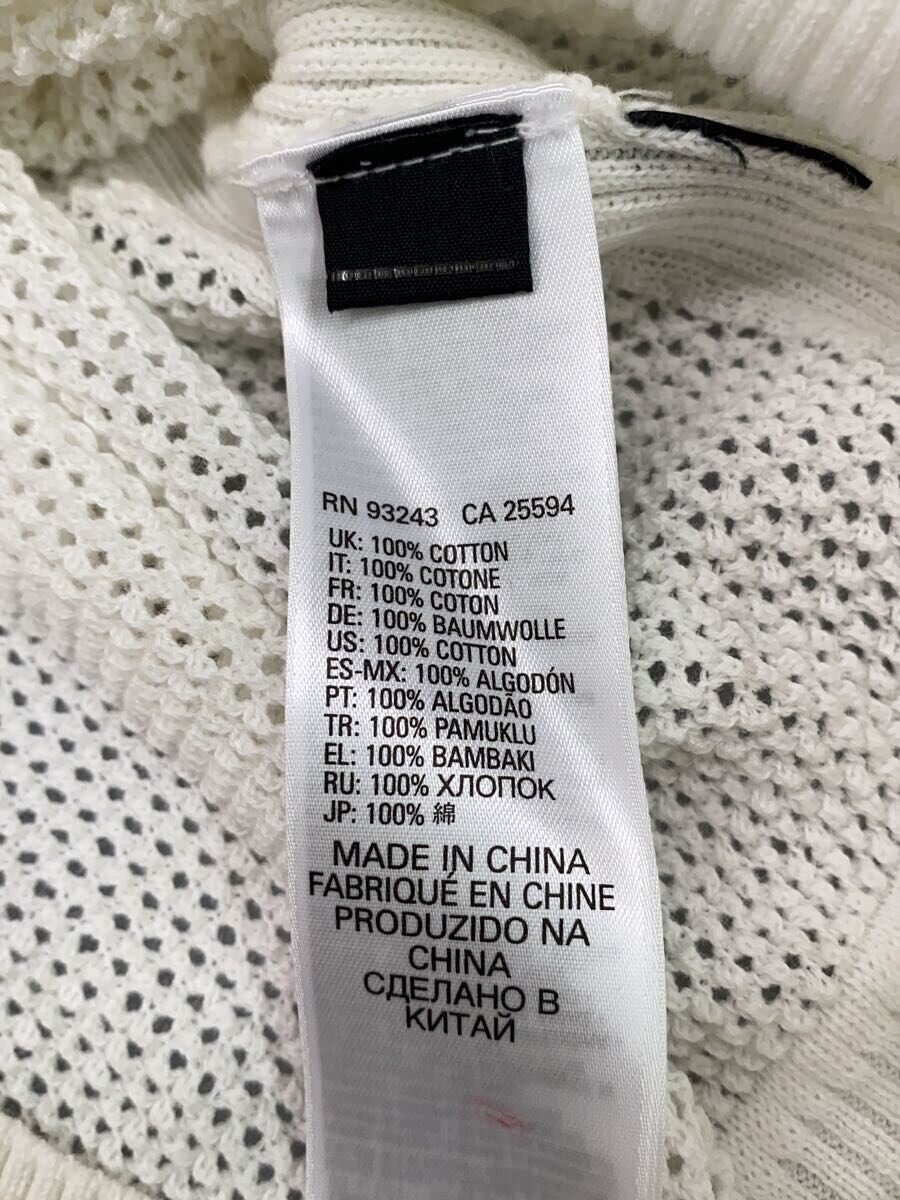 RN 93243 CA 25594
UK: 100% COTTON
IT: 100% COTONE
FR: 100% COTON
DE: 100% BAUMWOLLE
US: 100% COTTON
ES-MX: 100% ALGODÓN
PT: 100% ALGODÃO
TR: 100% PAMUKLU
EL: 100% BAMBAKI
RU: 100% ХЛОПОК
JP: 100% 綿
MADE IN CHINA
FABRIQUÉ EN CHINE
PRODUZIDO NA
CHINA
СДЕЛАНО В
КИТАЙ